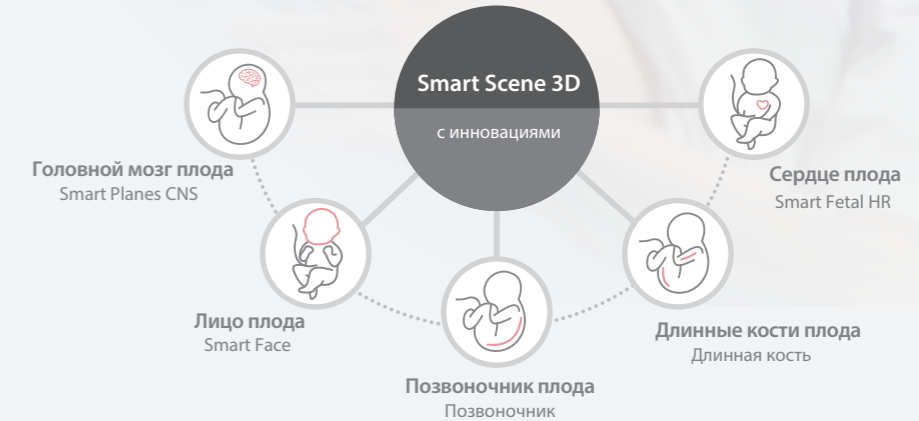 Smart Scene 3D
с инновациями
Головной мозг плода
Smart Planes CNS
Сердце плода
Smart Fetal HR
Лицо плода
Smart Face
Длинные кости плода
Длинная кость
Позвоночник плода
Позвоночник